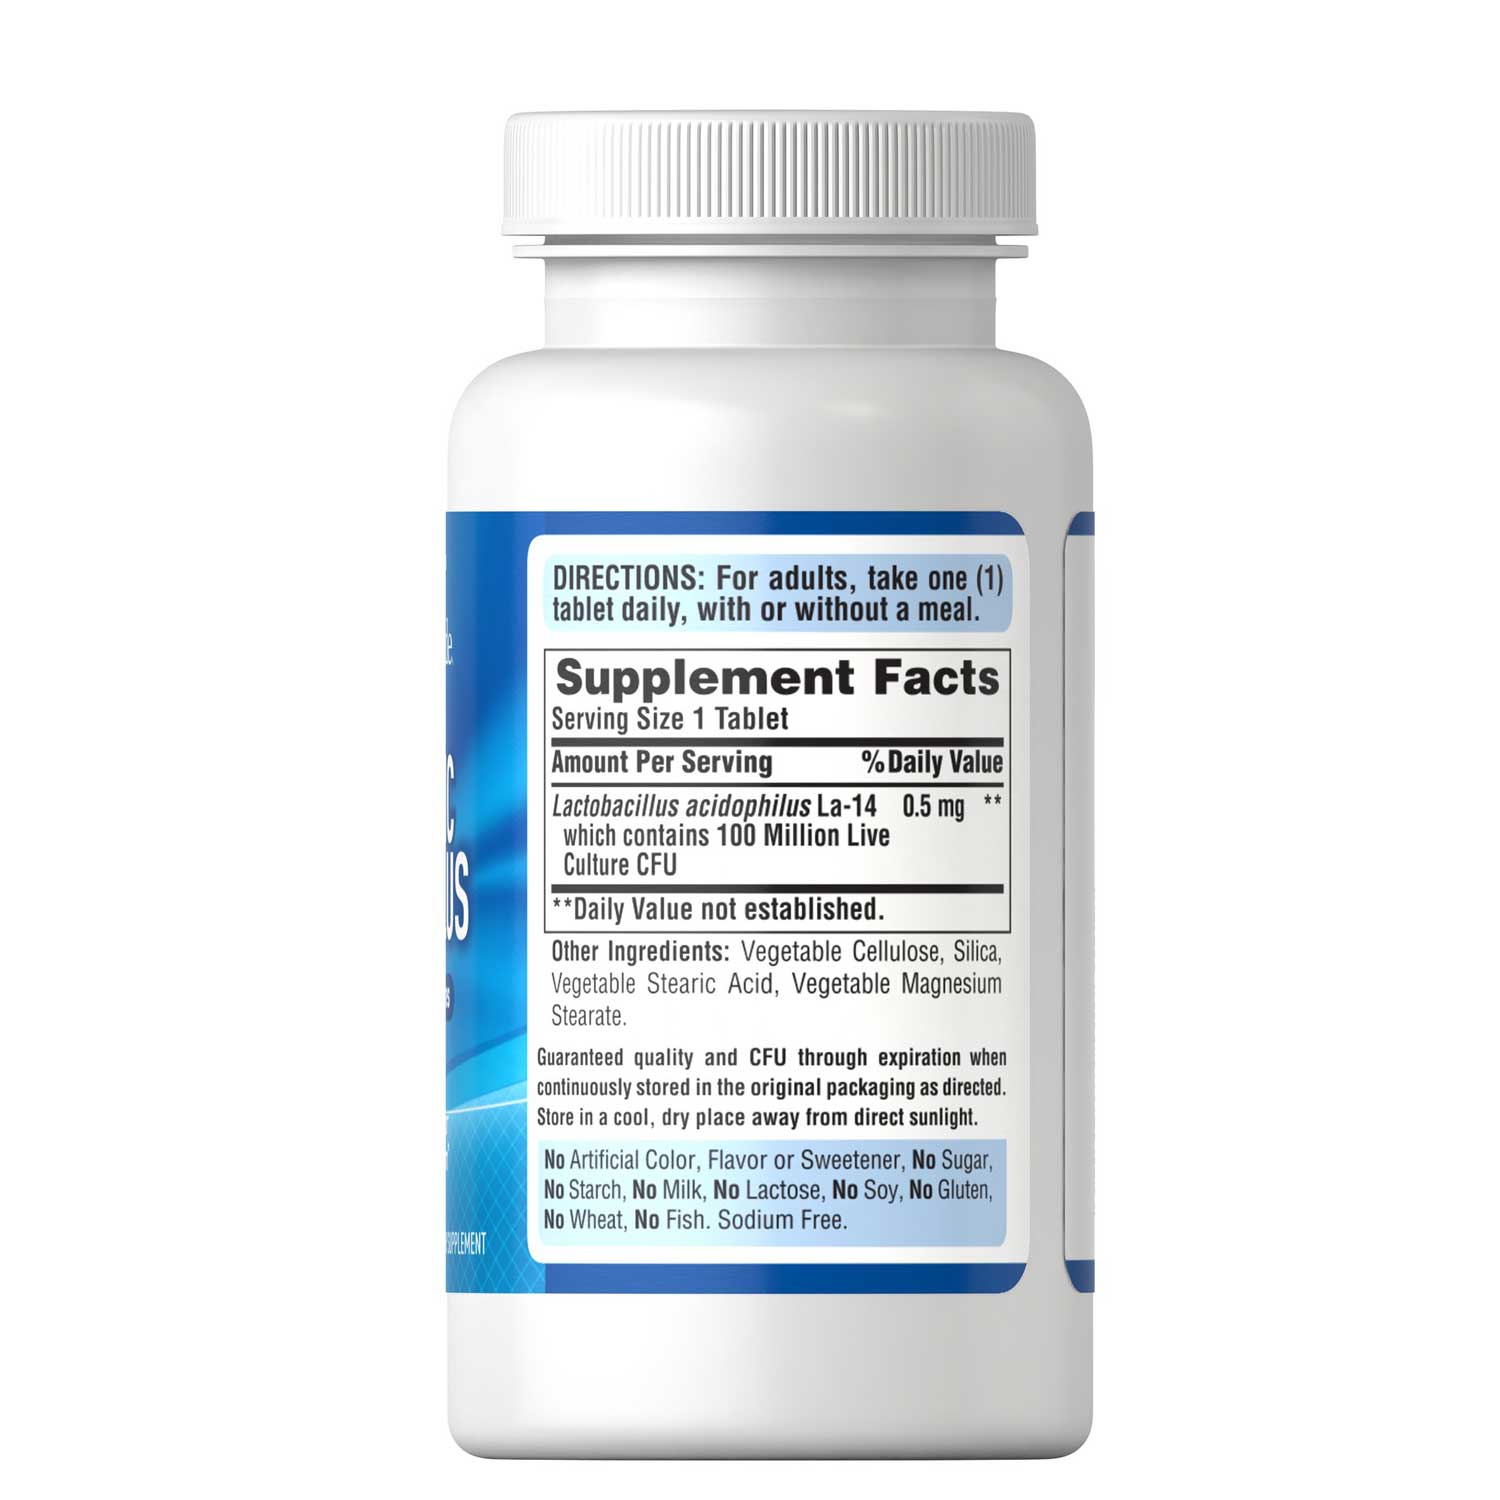 DIRECTIONS: For adults, take one (1)
tablet daily, with or without a meal.
Supplement Facts
Serving Size 1 Tablet
Amount Per Serving %Daily Value
Lactobacillus acidophilus La-14 0.5 mg **
which contains 100 Million Live
Culture CFU
**Daily Value not established.
Other Ingredients: Vegetable Cellulose, Silica,
Vegetable Stearic Acid, Vegetable Magnesium
Stearate.
Guaranteed quality and CFU through expiration when
continuously stored in the original packaging as directed.
Store in a cool, dry place away from direct sunlight.
No Artificial Color, Flavor or Sweetener, No Sugar,
No Starch, No Milk, No Lactose, No Soy, No Gluten,
No Wheat, No Fish. Sodium Free.
SUPPLEMENT